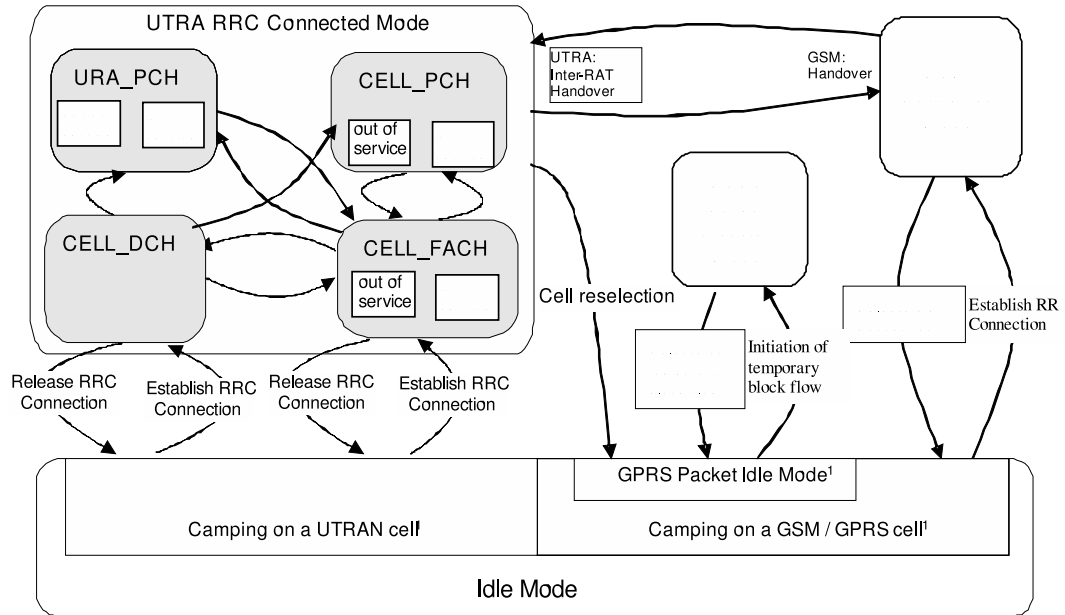 UTRA RRC Connected Mode
URA_PCH
CELL_PCH
out of
service
CELL_DCH
CELL_FACH
out of
service
UTRA:
Inter-RAT
Handover
GSM:
Handover
Cell reselection
Release RRC
Connection
Establish RRC
Connection
Release RRC
Connection
Establish RRC
Connection
Initiation of
temporary
block flow
Establish RR
Connection
GPRS Packet Idle Mode¹
Camping on a UTRAN cell¹
Camping on a GSM / GPRS cell¹
Idle Mode